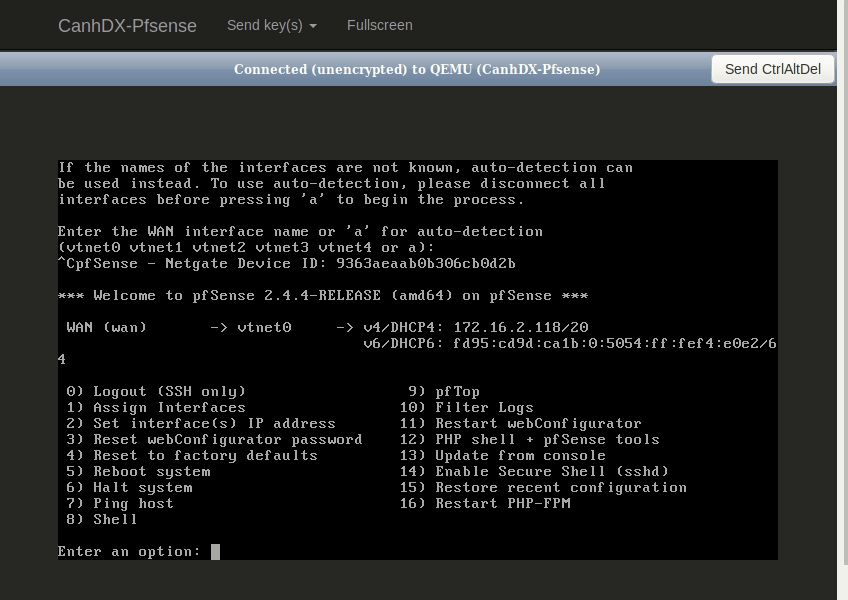 CanhDX-Pfsense Send key(s) Fullscreen
Connected (unencrypted) to QEMU (CanhDX-Pfsense) Send CtrlAltDel
If the names of the interfaces are not known, auto-detection can
be used instead. To use auto-detection, please disconnect all
interfaces before pressing 'a' to begin the process.
Enter the WAN interface name or 'a' for auto-detection
(vtnet0 vtnet1 vtnet2 vtnet3 vtnet4 or a):
^CpfSense - Netgate Device ID: 9363aeaab0b306cb0d2b
*** Welcome to pfSense 2.4.4-RELEASE (amd64) on pfSense ***
WAN (wan) -> vtnet0 -> v4/DHCP4: 172.16.2.118/20
v6/DHCP6: fd95:cd9d:ca1b:0:5054:ff:fef4:e0e2/6
4
0) Logout (SSH only) 9) pfTop
1) Assign Interfaces 10) Filter Logs
2) Set interface(s) IP address 11) Restart webConfigurator
3) Reset webConfigurator password 12) PHP shell + pfSense tools
4) Reset to factory defaults 13) Update from console
5) Reboot system 14) Enable Secure Shell (sshd)
6) Halt system 15) Restore recent configuration
7) Ping host 16) Restart PHP-FPM
8) Shell
Enter an option: